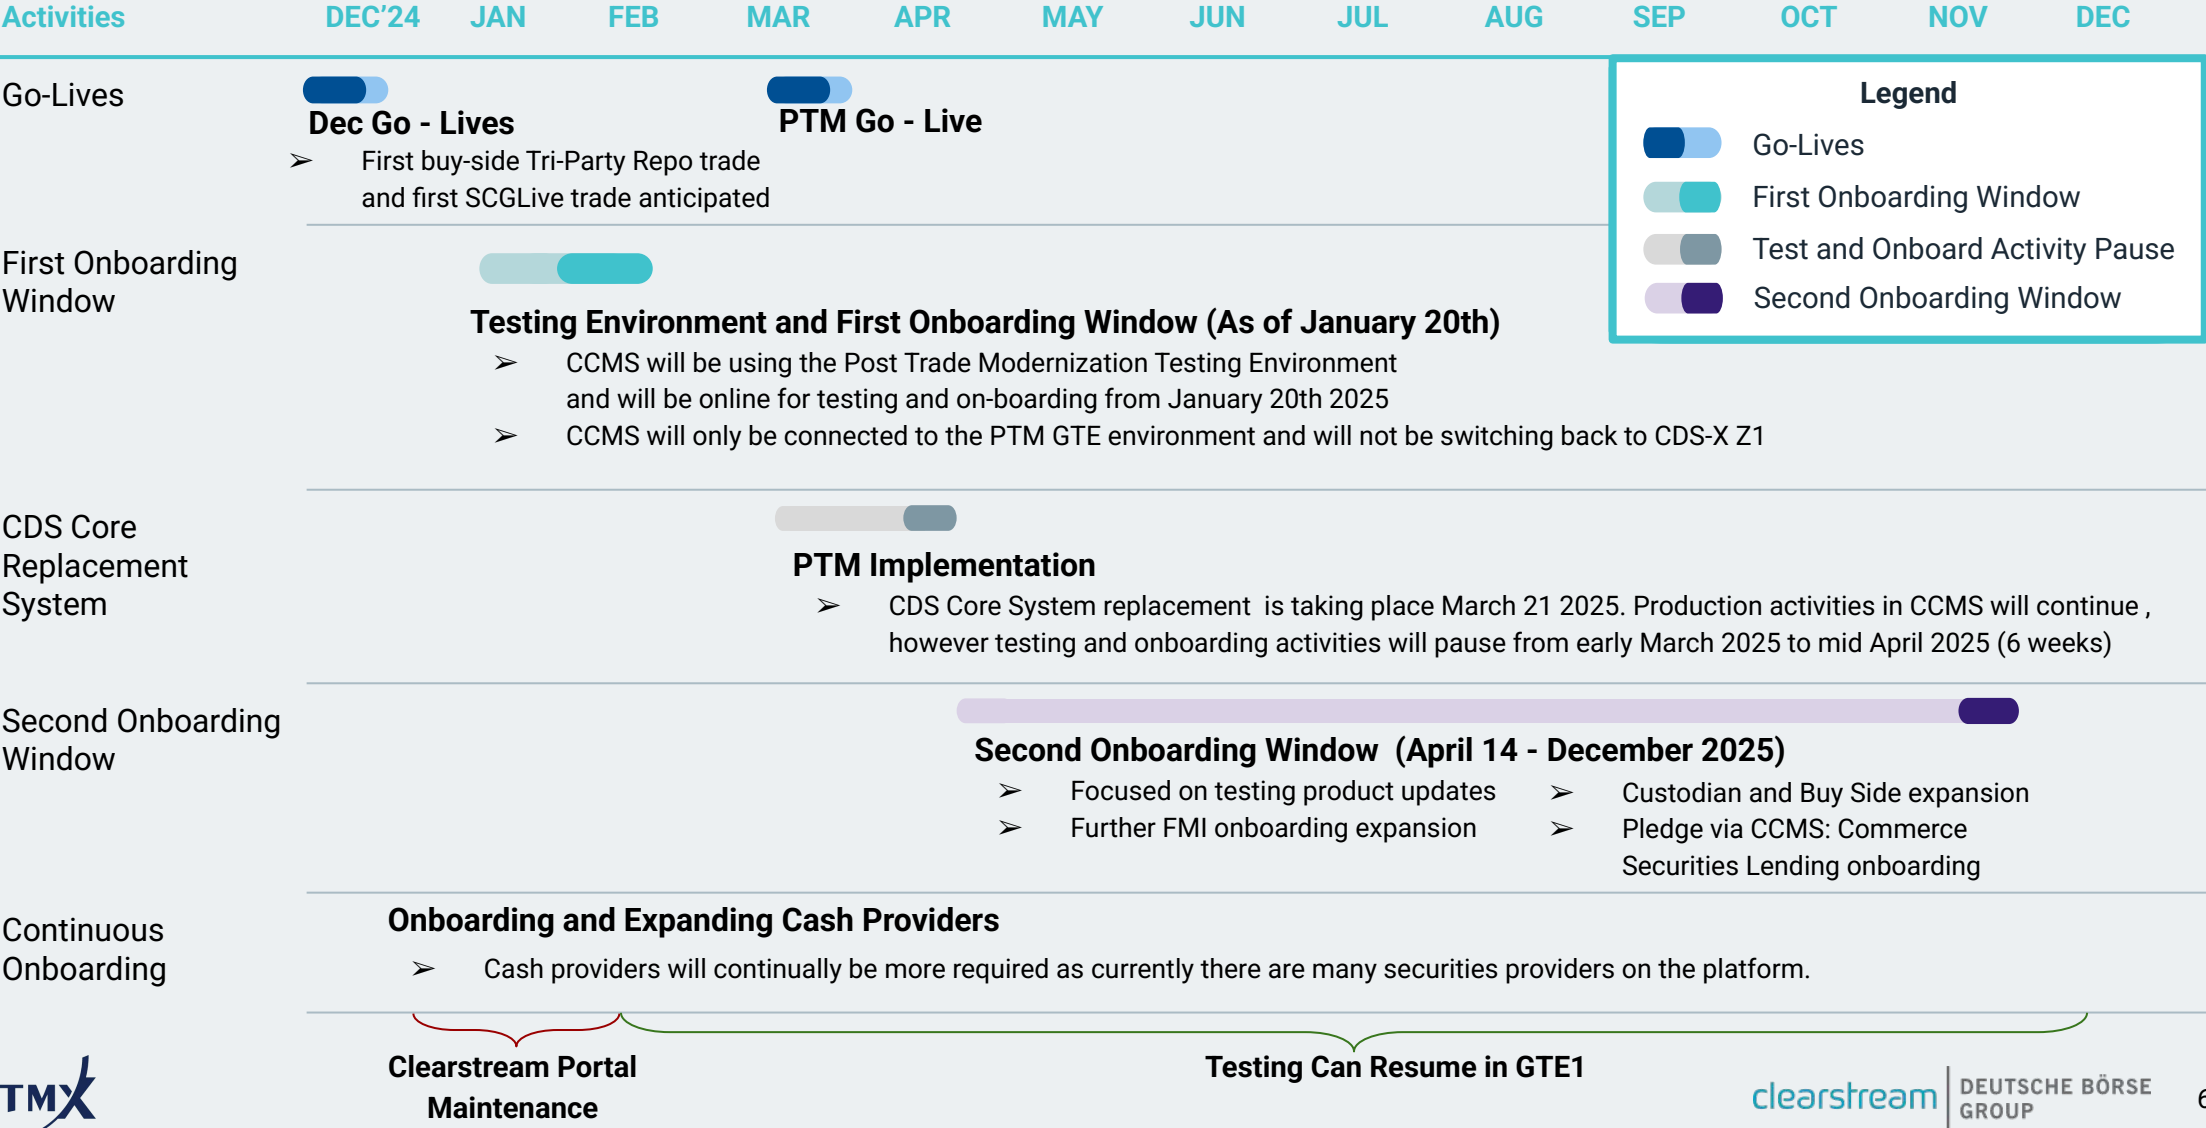 Activities DEC’24 JAN FEB MAR APR MAY JUN JUL AUG SEP OCT NOV DEC
Legend
Go-Lives
First Onboarding Window
Test and Onboard Activity Pause
Second Onboarding Window
Go-Lives
Dec Go - Lives
➢ First buy-side Tri-Party Repo trade
and first SCGLive trade anticipated
PTM Go - Live
First Onboarding
Window
Testing Environment and First Onboarding Window (As of January 20th)
➢ CCMS will be using the Post Trade Modernization Testing Environment
and will be online for testing and on-boarding from January 20th 2025
➢ CCMS will only be connected to the PTM GTE environment and will not be switching back to CDS-X Z1
CDS Core
Replacement
System
PTM Implementation
➢ CDS Core System replacement  is taking place March 21 2025. Production activities in CCMS will continue ,
however testing and onboarding activities will pause from early March 2025 to mid April 2025 (6 weeks)
Second Onboarding
Window
Second Onboarding Window  (April 14 - December 2025)
➢ Focused on testing product updates
➢ Further FMI onboarding expansion
➢ Custodian and Buy Side expansion
➢ Pledge via CCMS: Commerce
Securities Lending onboarding
Continuous
Onboarding
Onboarding and Expanding Cash Providers
➢ Cash providers will continually be more required as currently there are many securities providers on the platform.
Clearstream Portal
Maintenance
Testing Can Resume in GTE1
TMX
clearstream
DEUTSCHE BÖRSE
GROUP
6